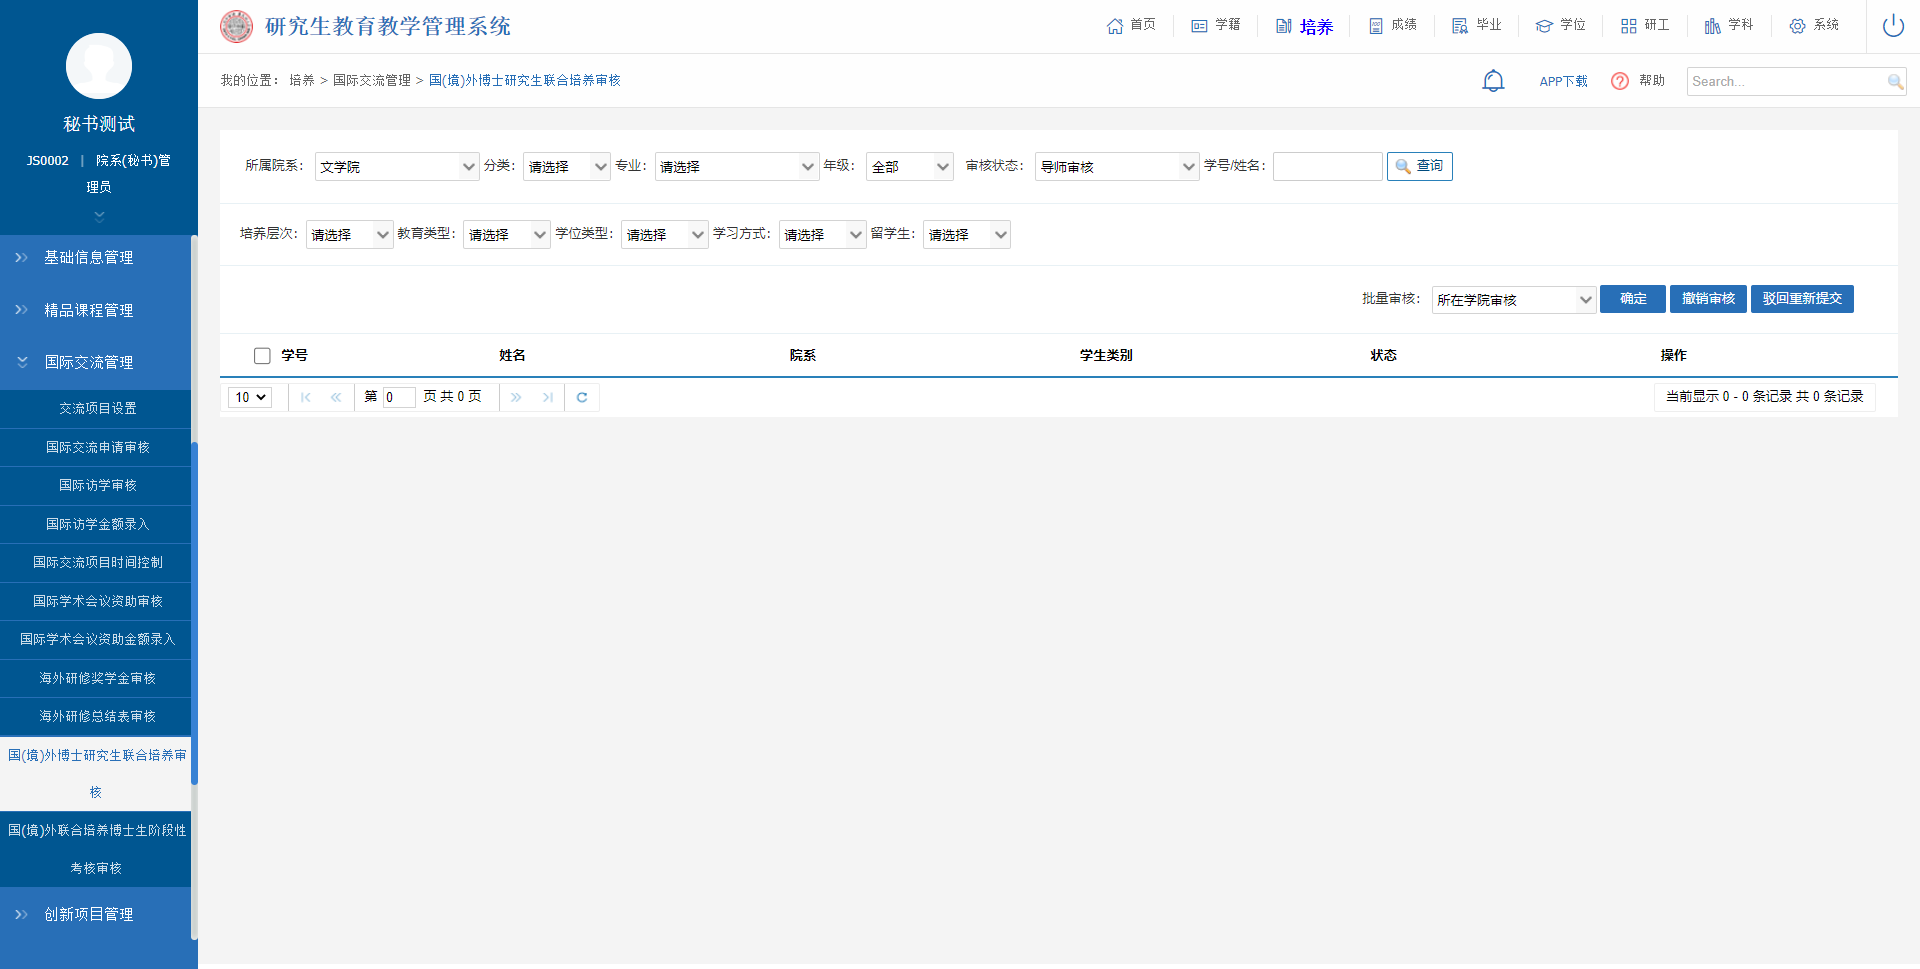 研究生教育教学管理系统
首页 学籍 培养 成绩 毕业 学位 研工 学科 系统
秘书测试
JS0002 | 院系(秘书)管
理员
我的位置： 培养 > 国际交流管理 > 国(境)外博士研究生联合培养审核
APP下载 帮助 Search...
基础信息管理
精品课程管理
国际交流管理
交流项目设置
国际交流申请审核
国际访学审核
国际访学金额录入
国际交流项目时间控制
国际学术会议资助审核
国际学术会议资助金额录入
海外研修奖学金审核
海外研修总结表审核
国(境)外博士研究生联合培养审
核
国(境)外联合培养博士生阶段性
考核审核
创新项目管理
所属院系： 文学院 分类： 请选择 专业： 请选择 年级： 全部 审核状态： 导师审核 学号/姓名： 查询
培养层次： 请选择 教育类型： 请选择 学位类型： 请选择 学习方式： 请选择 留学生： 请选择
批量审核： 所在学院审核 确定 撤销审核 驳回重新提交
学号 姓名 院系 学生类别 状态 操作
10 第 0 页 共 0 页 当前显示 0 - 0 条记录 共 0 条记录